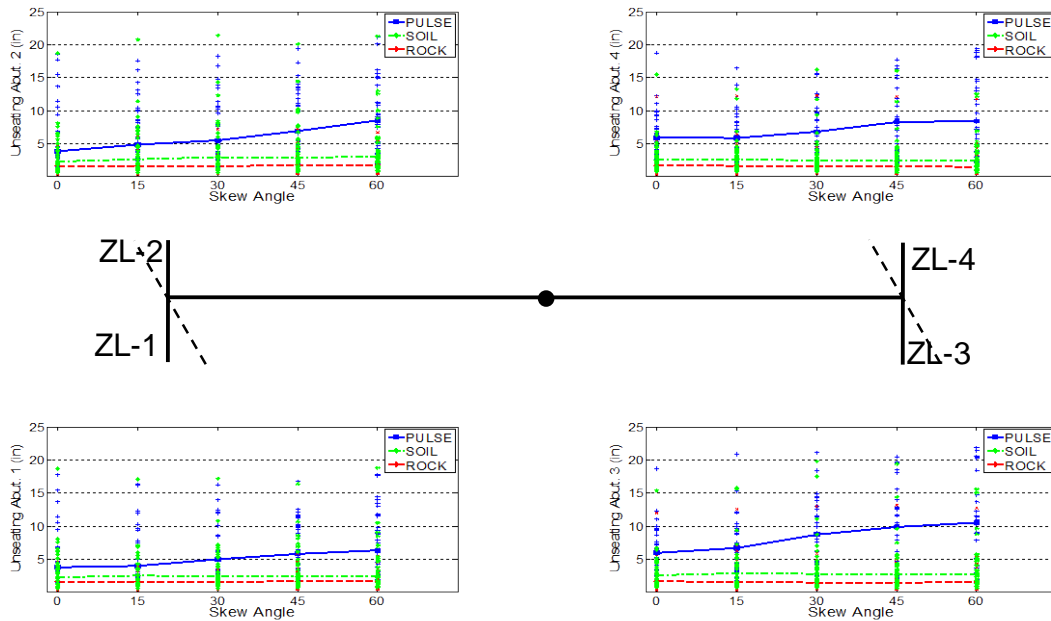 25
20
15
10
5
Unseating Abut. 2 (in)
0 15 30 45 60
Skew Angle
PULSE
SOIL
ROCK
25
20
15
10
5
Unseating Abut. 4 (in)
0 15 30 45 60
Skew Angle
PULSE
SOIL
ROCK
ZL-2
ZL-4
ZL-1
ZL-3
25
20
15
10
5
Unseating Abut. 1 (in)
0 15 30 45 60
Skew Angle
PULSE
SOIL
ROCK
25
20
15
10
5
Unseating Abut. 3 (in)
0 15 30 45 60
Skew Angle
PULSE
SOIL
ROCK